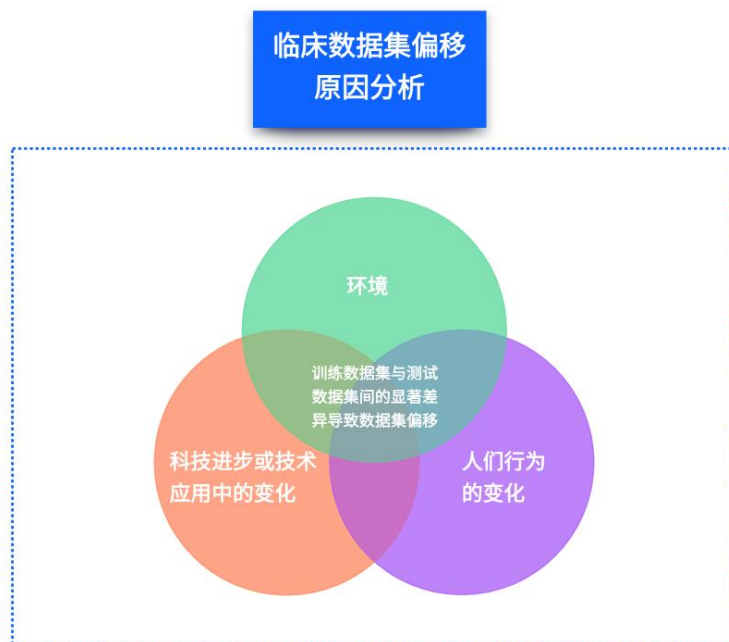 临床数据集偏移
原因分析
环境
训练数据集与测试
数据集间的显著差
异导致数据集偏移
科技进步或技术
应用中的变化
人们行为
的变化